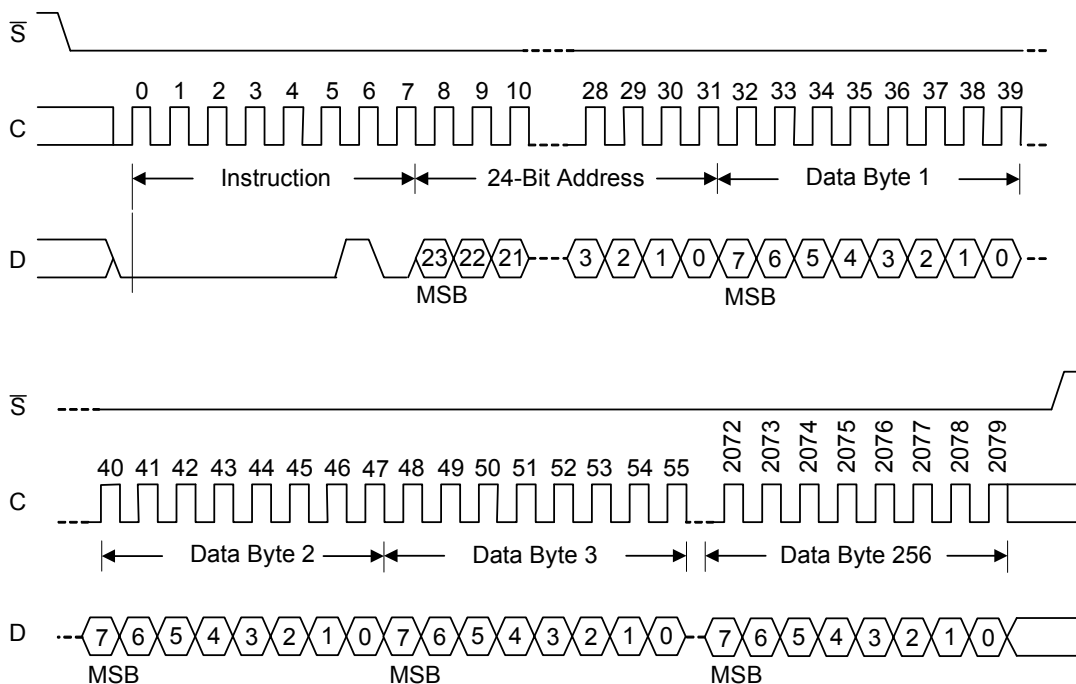 S
0 1 2 3 4 5 6 7 8 9 10 28 29 30 31 32 33 34 35 36 37 38 39
C
Instruction 24-Bit Address Data Byte 1
D 23 22 21 3 2 1 0 7 6 5 4 3 2 1 0
MSB MSB
S
2072 2073 2074 2075 2076 2077 2078 2079
40 41 42 43 44 45 46 47 48 49 50 51 52 53 54 55
C
Data Byte 2 Data Byte 3 Data Byte 256
D 7 6 5 4 3 2 1 0 7 6 5 4 3 2 1 0 7 6 5 4 3 2 1 0
MSB MSB MSB